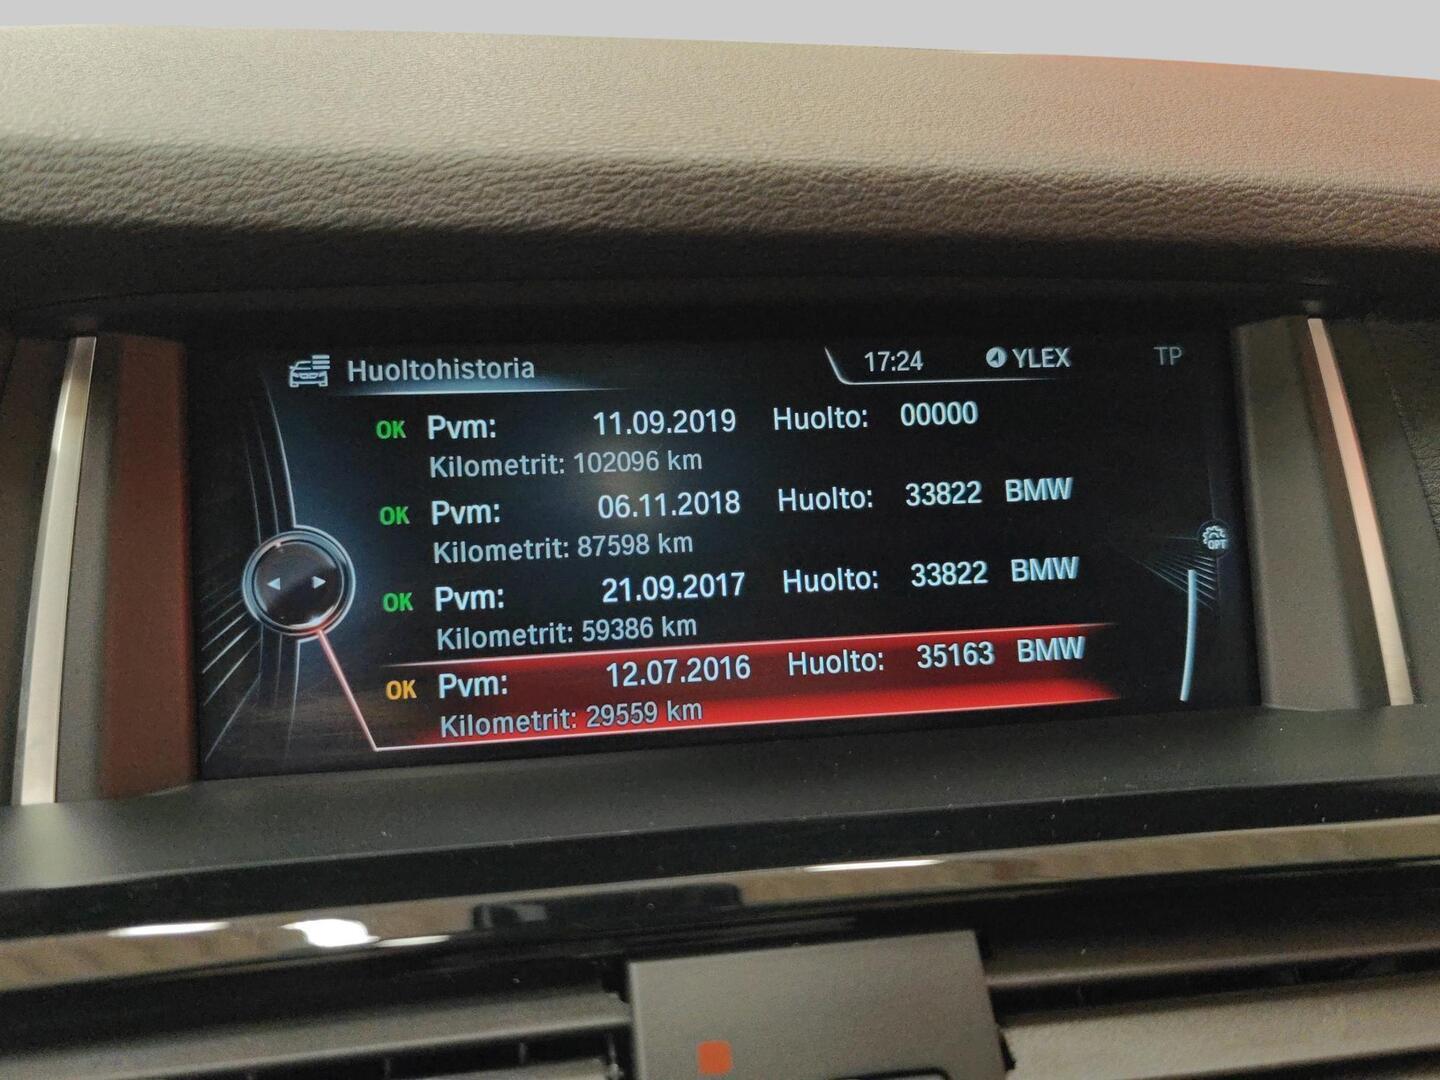 Huoltohistoria 17:24 YLEX TP
OK Pvm: 11.09.2019 Huolto: 00000
Kilometrit: 102096 km
OK Pvm: 06.11.2018 Huolto: 33822 BMW
Kilometrit: 87598 km
OK Pvm: 21.09.2017 Huolto: 33822 BMW
Kilometrit: 59386 km
OK Pvm: 12.07.2016 Huolto: 35163 BMW
Kilometrit: 29559 km
OPT